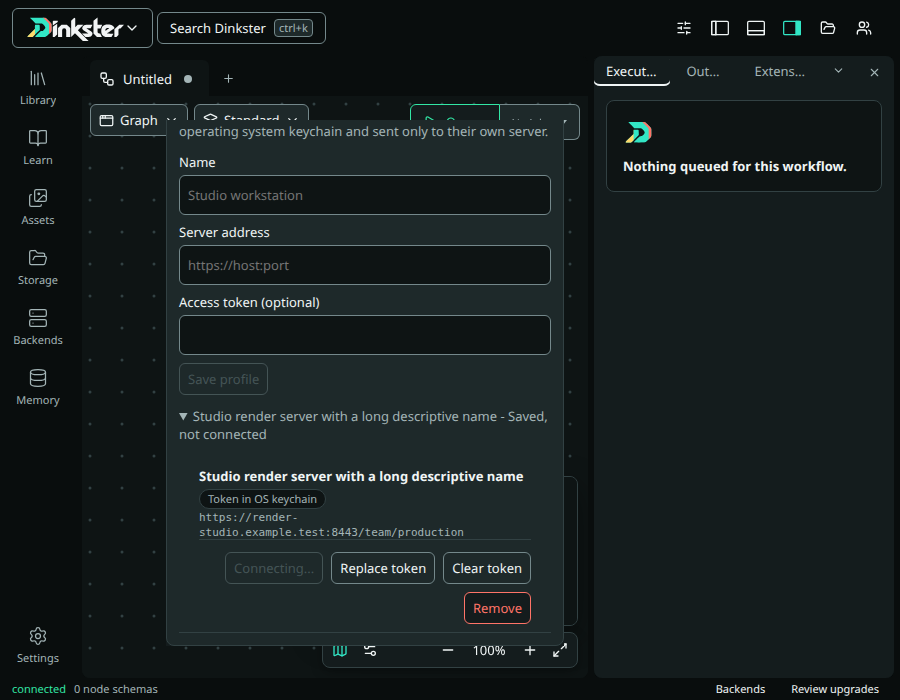 Dinkster
Search Dinkster ctrl+k
Library
Learn
Assets
Storage
Backends
Memory
Settings
Untitled
Graph
Standard
operating system keychain and sent only to their own server.
Name
Studio workstation
Server address
https://host:port
Access token (optional)
Save profile
Studio render server with a long descriptive name - Saved,
not connected
Studio render server with a long descriptive name
Token in OS keychain
https://render-
studio.example.test:8443/team/production
Connecting... Replace token Clear token
Remove
100%
Execut... Out... Extens...
Nothing queued for this workflow.
connected 0 node schemas
Backends Review upgrades